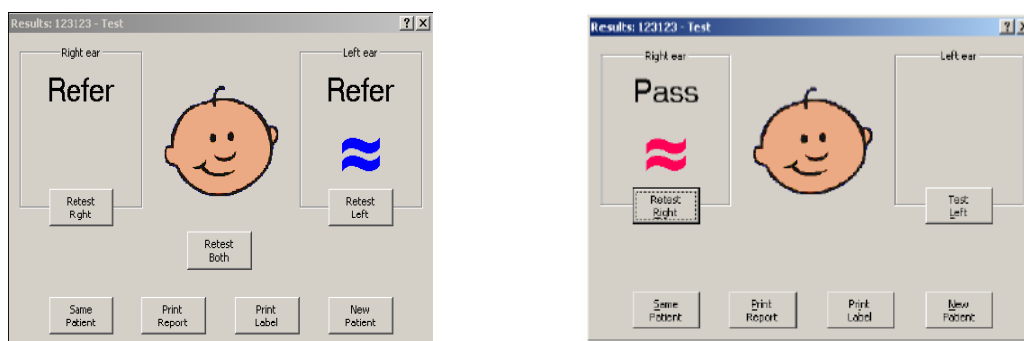 Results: 123123 - Test
Right ear
Left ear
Refer
Refer
≈
Retest
Right
Retest
Left
Retest
Both
Same
Patient
Print
Report
Print
Label
New
Patient
Results: 123123 - Test
Right ear
Left ear
Pass
≈
Retest
Right
Test
Left
Same
Patient
Print
Report
Print
Label
New
Patient